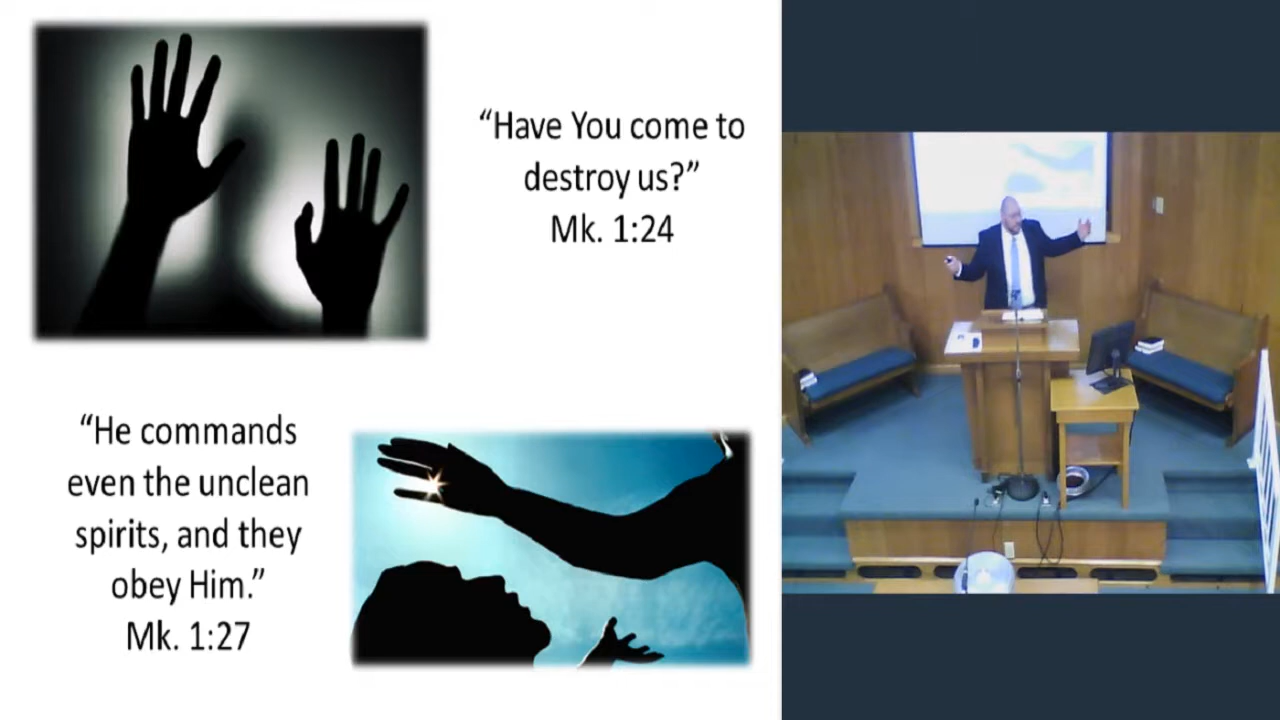 “Have You come to
destroy us?”
Mk. 1:24
“He commands
even the unclean
spirits, and they
obey Him.”
Mk. 1:27